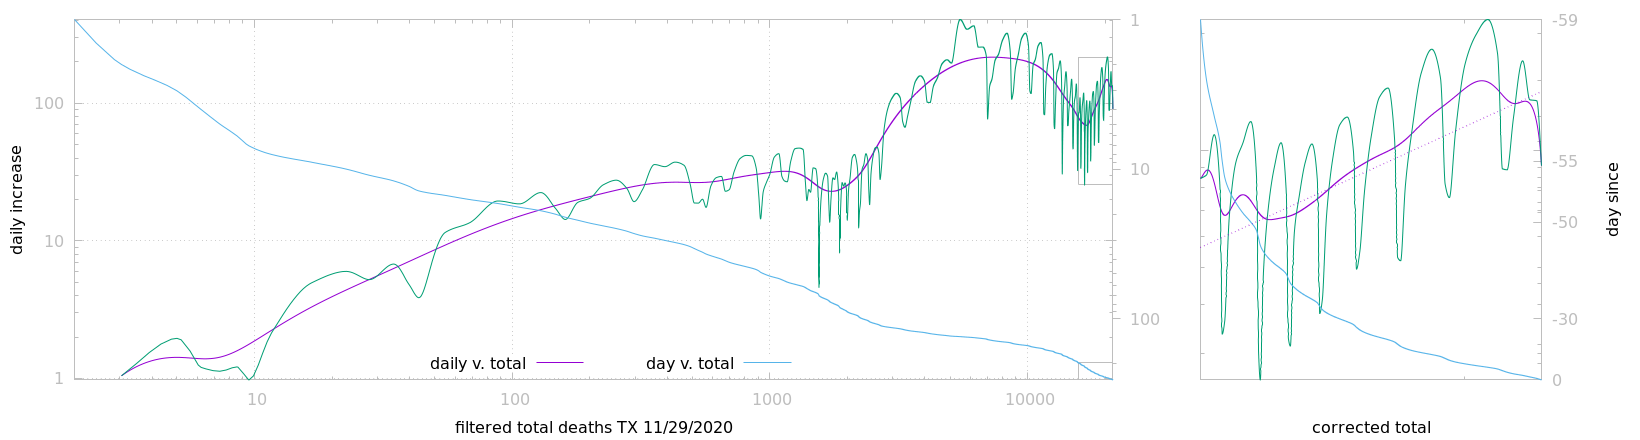 daily increase
100
10
1
10
100
1000
10000
1
10
100
daily v. total
day v. total
filtered total deaths TX 11/29/2020
-59
-55
-50
-30
0
day since
corrected total